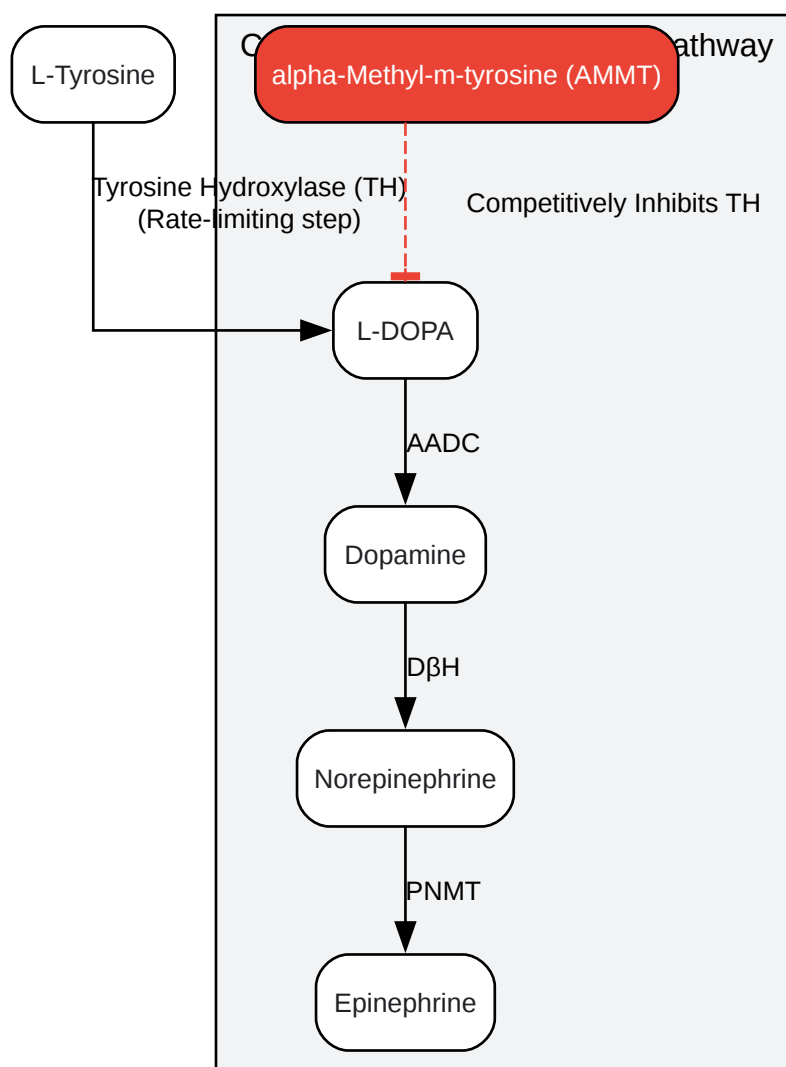 L-Tyrosine
C
athway
alpha-Methyl-m-tyrosine (AMMT)
Tyrosine Hydroxylase (TH)
(Rate-limiting step)
Competitively Inhibits TH
L-DOPA
AADC
Dopamine
DβH
Norepinephrine
PNMT
Epinephrine